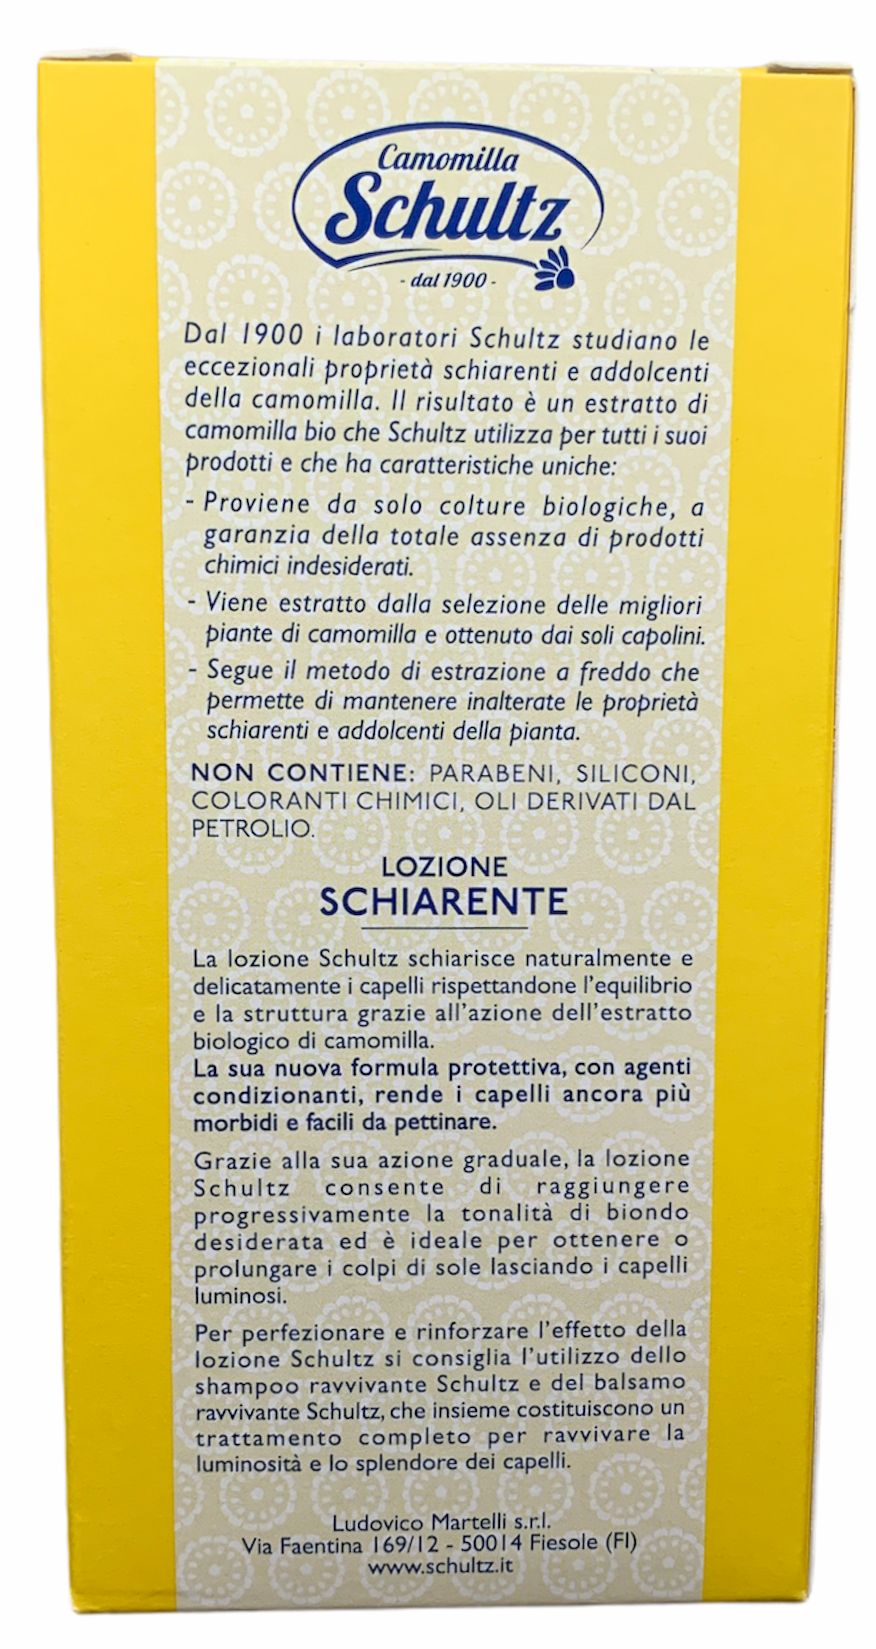 Camomilla
Schultz
- dal 1900 -
Dal 1900 i laboratori Schultz studiano le
eccezionali proprietà schiarenti e addolcenti
della camomilla. Il risultato è un estratto di
camomilla bio che Schultz utilizza per tutti i suoi
prodotti e che ha caratteristiche uniche:
- Proviene da solo colture biologiche, a
garanzia della totale assenza di prodotti
chimici indesiderati.
- Viene estratto dalla selezione delle migliori
piante di camomilla e ottenuto dai soli capolini.
- Segue il metodo di estrazione a freddo che
permette di mantenere inalterate le proprietà
schiarenti e addolcenti della pianta.
NON CONTIENE: PARABENI, SILICONI,
COLORANTI CHIMICI, OLI DERIVATI DAL
PETROLIO.
LOZIONE
SCHIARENTE
La lozione Schultz schiarisce naturalmente e
delicatamente i capelli rispettandone l'equilibrio
e la struttura grazie all'azione dell'estratto
biologico di camomilla.
La sua nuova formula protettiva, con agenti
condizionanti, rende i capelli ancora più
morbidi e facili da pettinare.
Grazie alla sua azione graduale, la lozione
Schultz consente di raggiungere
progressivamente la tonalità di biondo
desiderata ed è ideale per ottenere o
prolungare i colpi di sole lasciando i capelli
luminosi.
Per perfezionare e rinforzare l'effetto della
lozione Schultz si consiglia l'utilizzo dello
shampoo ravvivante Schultz e del balsamo
ravvivante Schultz, che insieme costituiscono un
trattamento completo per ravvivare la
luminosità e lo splendore dei capelli.
Ludovico Martelli s.r.l.
Via Faentina 169/12 - 50014 Fiesole (FI)
www.schultz.it